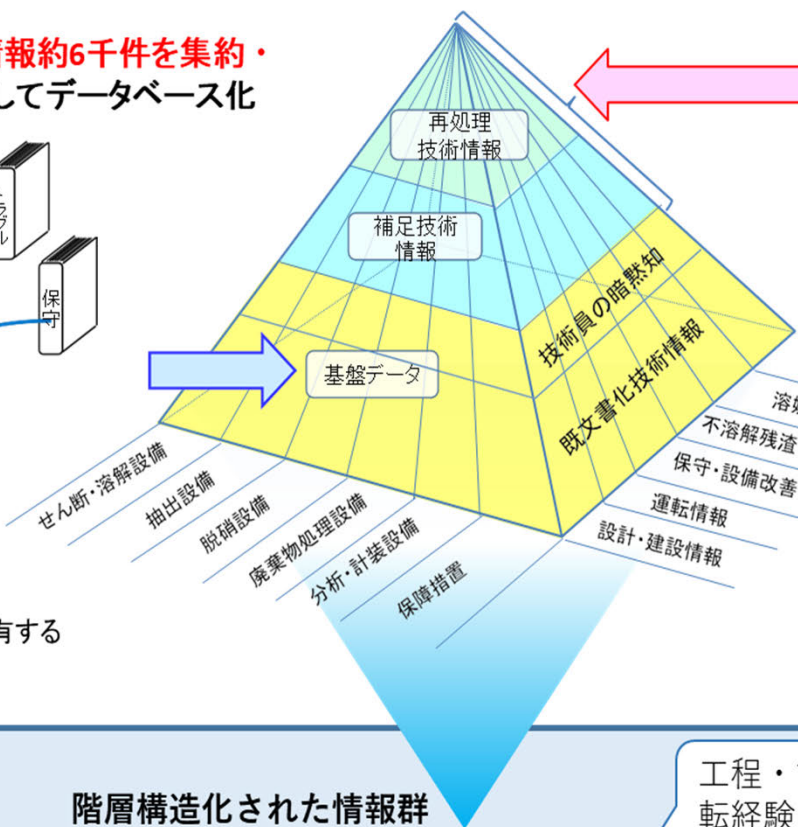 情報約6千件を集約・
してデータベース化
トラブル
保守
再処理
技術情報
補足技術
情報
基盤データ
技術員の暗黙知
既文書化技術情報
せん断・溶解設備
抽出設備
脱硝設備
廃棄物処理設備
分析・計装設備
保障措置
不溶解残渣
保守・設備改善
運転情報
設計・建設情報
有する
階層構造化された情報群
工程・
転経験